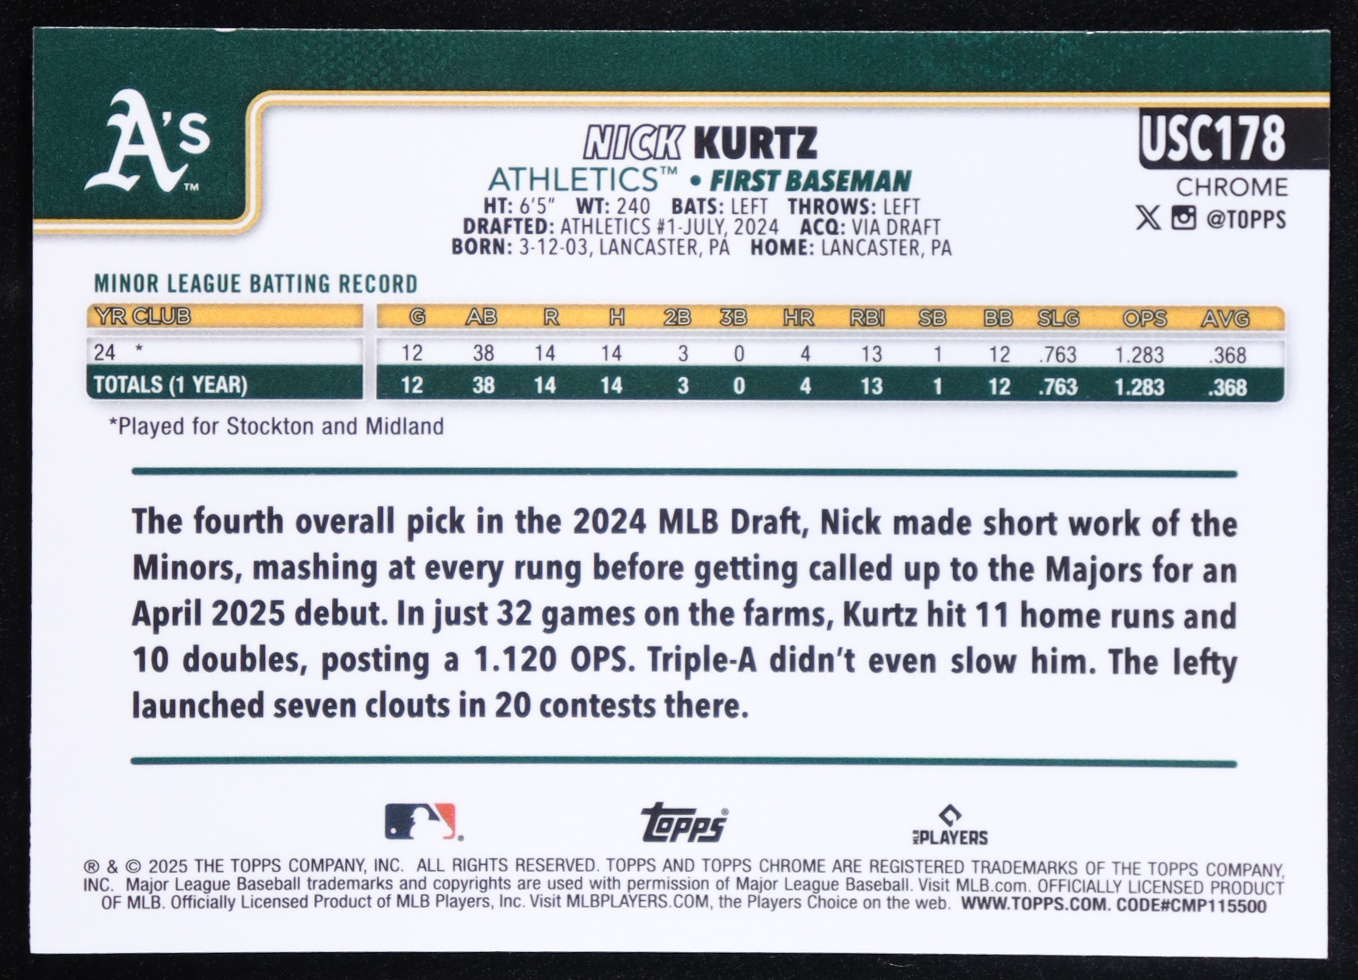 A's™
USC178
NICK KURTZ
CHROME
ATHLETICS™ • FIRST BASEMAN
@TOPPS
HT: 6'5" WT: 240 BATS: LEFT THROWS: LEFT
DRAFTED: ATHLETICS #1-JULY, 2024 ACQ: VIA DRAFT
BORN: 3-12-03, LANCASTER, PA HOME: LANCASTER, PA
MINOR LEAGUE BATTING RECORD
YR CLUB G AB R H 2B 3B HR RBI SB BB SLG OPS AVG
24 * 12 38 14 14 3 0 4 13 1 12 .763 1.283 .368
TOTALS (1 YEAR) 12 38 14 14 3 0 4 13 1 12 .763 1.283 .368
*Played for Stockton and Midland
The fourth overall pick in the 2024 MLB Draft, Nick made short work of the
Minors, mashing at every rung before getting called up to the Majors for an
April 2025 debut. In just 32 games on the farms, Kurtz hit 11 home runs and
10 doubles, posting a 1.120 OPS. Triple-A didn't even slow him. The lefty
launched seven clouts in 20 contests there.
® Topps® MLB PLAYERS
® & © 2025 THE TOPPS COMPANY, INC. ALL RIGHTS RESERVED. TOPPS AND TOPPS CHROME ARE REGISTERED TRADEMARKS OF THE TOPPS COMPANY,
INC. Major League Baseball trademarks and copyrights are used with permission of Major League Baseball. Visit MLB.com. OFFICIALLY LICENSED PRODUCT
OF MLB. Officially Licensed Product of MLB Players, Inc. Visit MLBPLAYERS.COM, the Players Choice on the web. WWW.TOPPS.COM. CODE#CMP115500